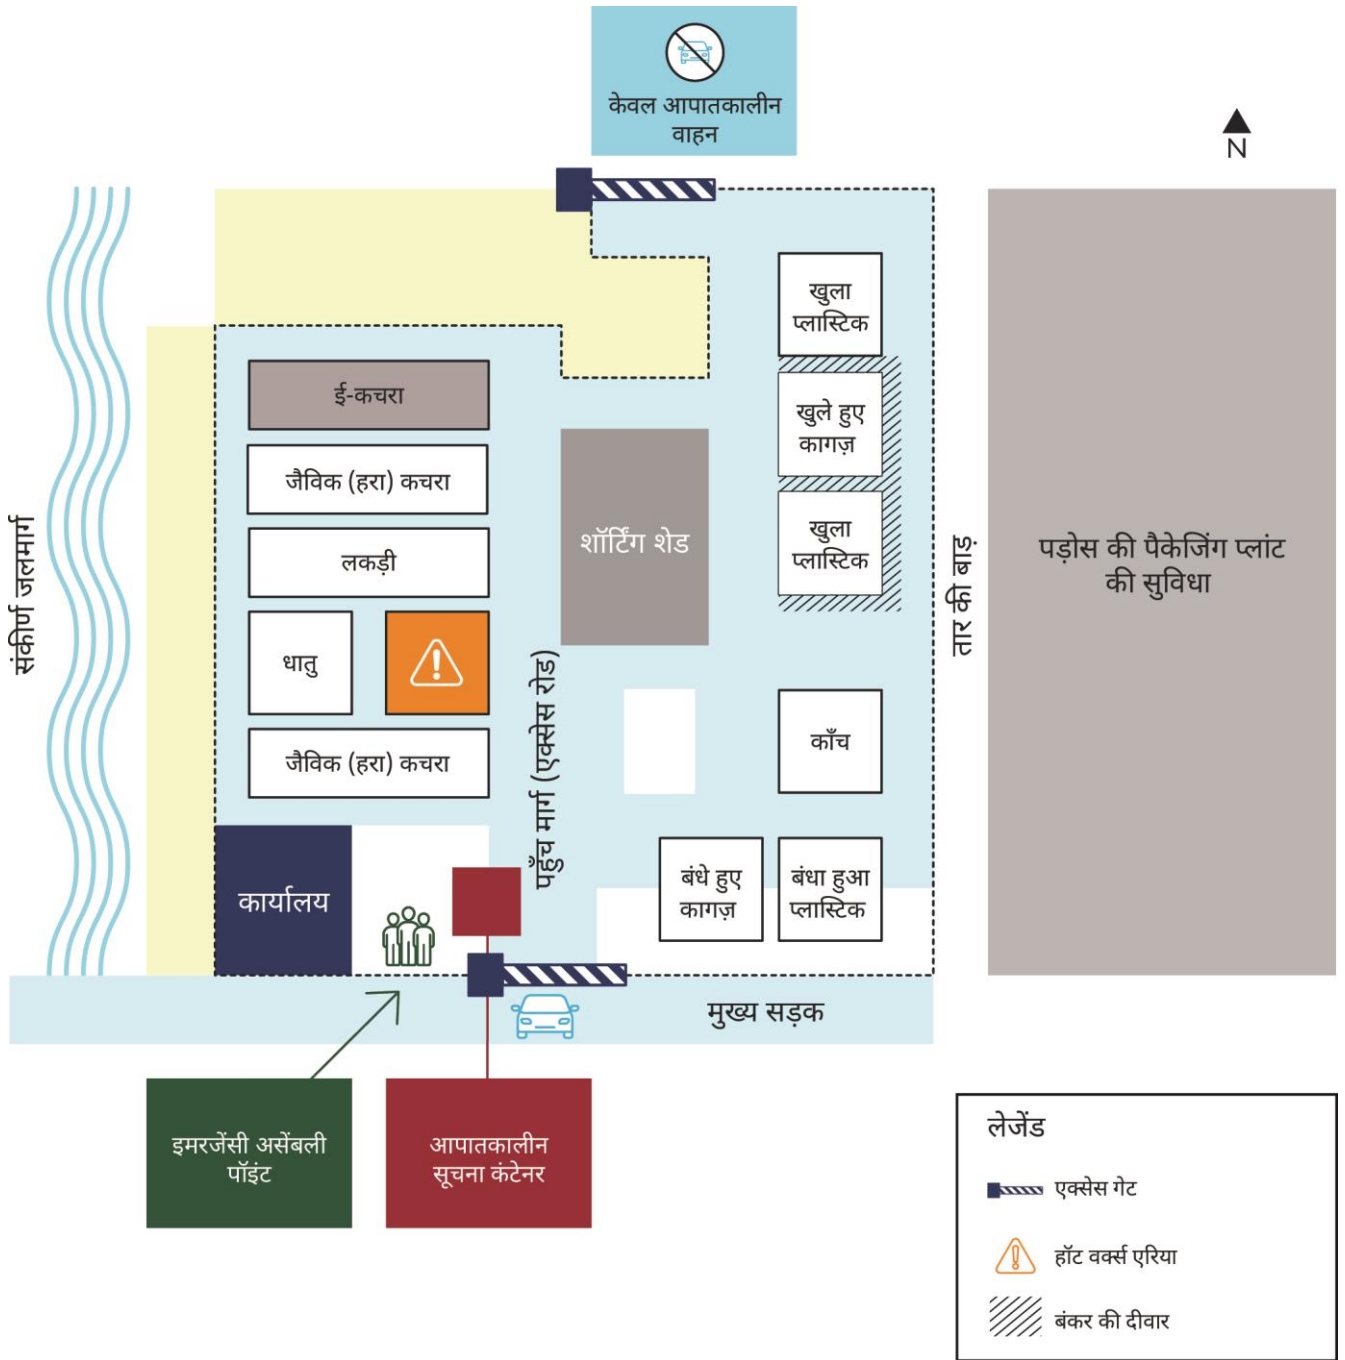 केवल आपातकालीन
वाहन
N
खुला
प्लास्टिक
ई-कचरा
खुले हुए
कागज़
जैविक (हरा) कचरा
शॉर्टिंग शेड
खुला
प्लास्टिक
लकड़ी
संकीर्ण जलमार्ग
तार की बाड़
पड़ोस की पैकेजिंग प्लांट
की सुविधा
धातु
पहुँच मार्ग (एक्सेस रोड)
काँच
जैविक (हरा) कचरा
कार्यालय
बंधे हुए
कागज़
बंधा हुआ
प्लास्टिक
मुख्य सड़क
इमरजेंसी असेंबली
पॉइंट
आपातकालीन
सूचना कंटेनर
लेजेंड
एक्सेस गेट
हॉट वर्क्स एरिया
बंकर की दीवार